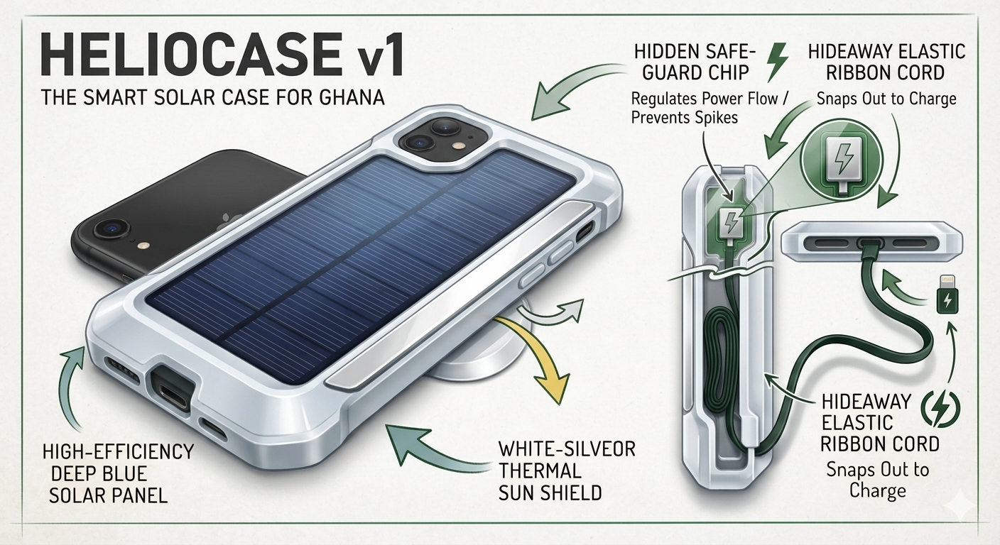 HELIOCASE v1
THE SMART SOLAR CASE FOR GHANA
HIDDEN SAFE-
GUARD CHIP
Regulates Power Flow /
Prevents Spikes
HIDEAWAY ELASTIC
RIBBON CORD
Snaps Out to Charge
HIGH-EFFICIENCY
DEEP BLUE
SOLAR PANEL
WHITE-SILVEOR
THERMAL
SUN SHIELD
HIDEAWAY
ELASTIC
RIBBON CORD
Snaps Out to
Charge